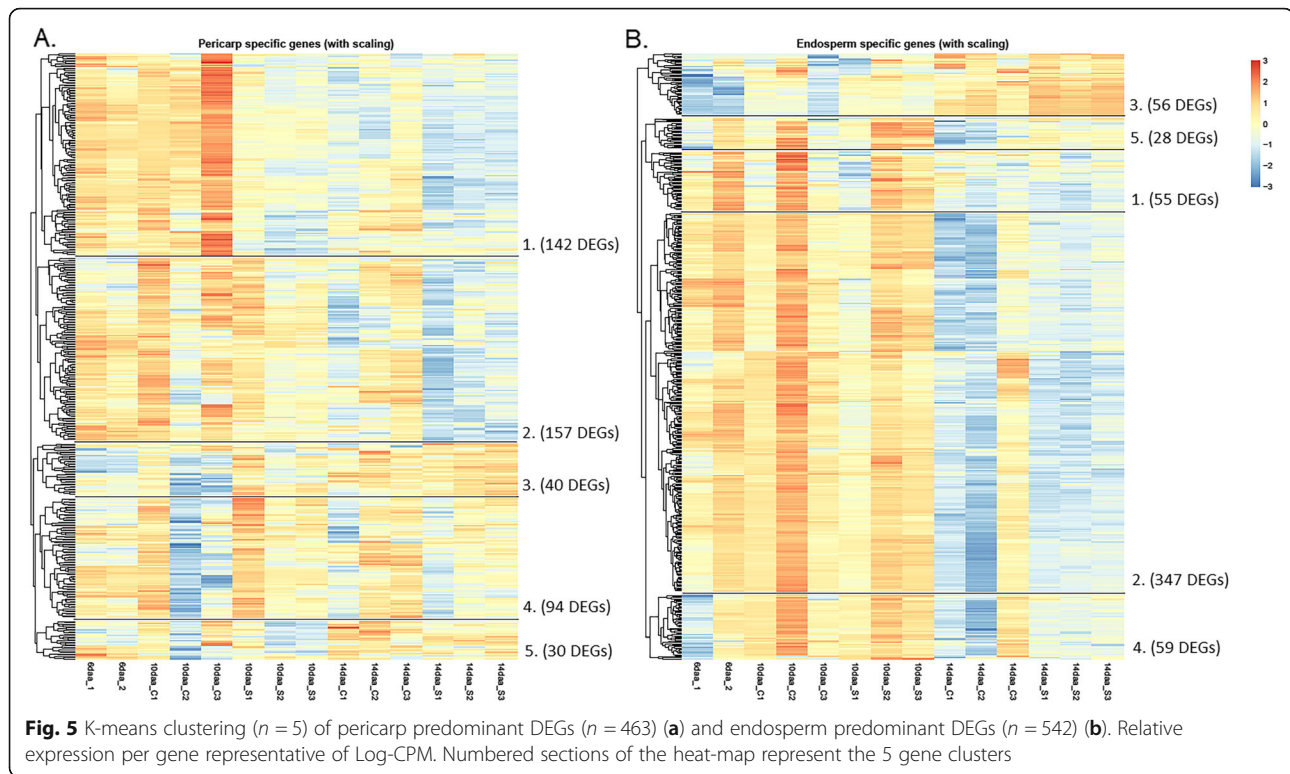 A.
Pericarp specific genes (with scaling)
1. (142 DEGs)
2. (157 DEGs)
3. (40 DEGs)
4. (94 DEGs)
5. (30 DEGs)
6daa_1
6daa_2
10daa_C1
10daa_C2
10daa_C3
10daa_S1
10daa_S2
10daa_S3
14daa_C1
14daa_C2
14daa_C3
14daa_S1
14daa_S2
14daa_S3
B.
Endosperm specific genes (with scaling)
3. (56 DEGs)
5. (28 DEGs)
1. (55 DEGs)
2. (347 DEGs)
4. (59 DEGs)
6daa_1
6daa_2
10daa_C1
10daa_C2
10daa_C3
10daa_S1
10daa_S2
10daa_S3
14daa_C1
14daa_C2
14daa_C3
14daa_S1
14daa_S2
14daa_S3
3
2
1
0
−1
−2
−3
Fig. 5 K-means clustering (n = 5) of pericarp predominant DEGs (n = 463) (a) and endosperm predominant DEGs (n = 542) (b). Relative
expression per gene representative of Log-CPM. Numbered sections of the heat-map represent the 5 gene clusters